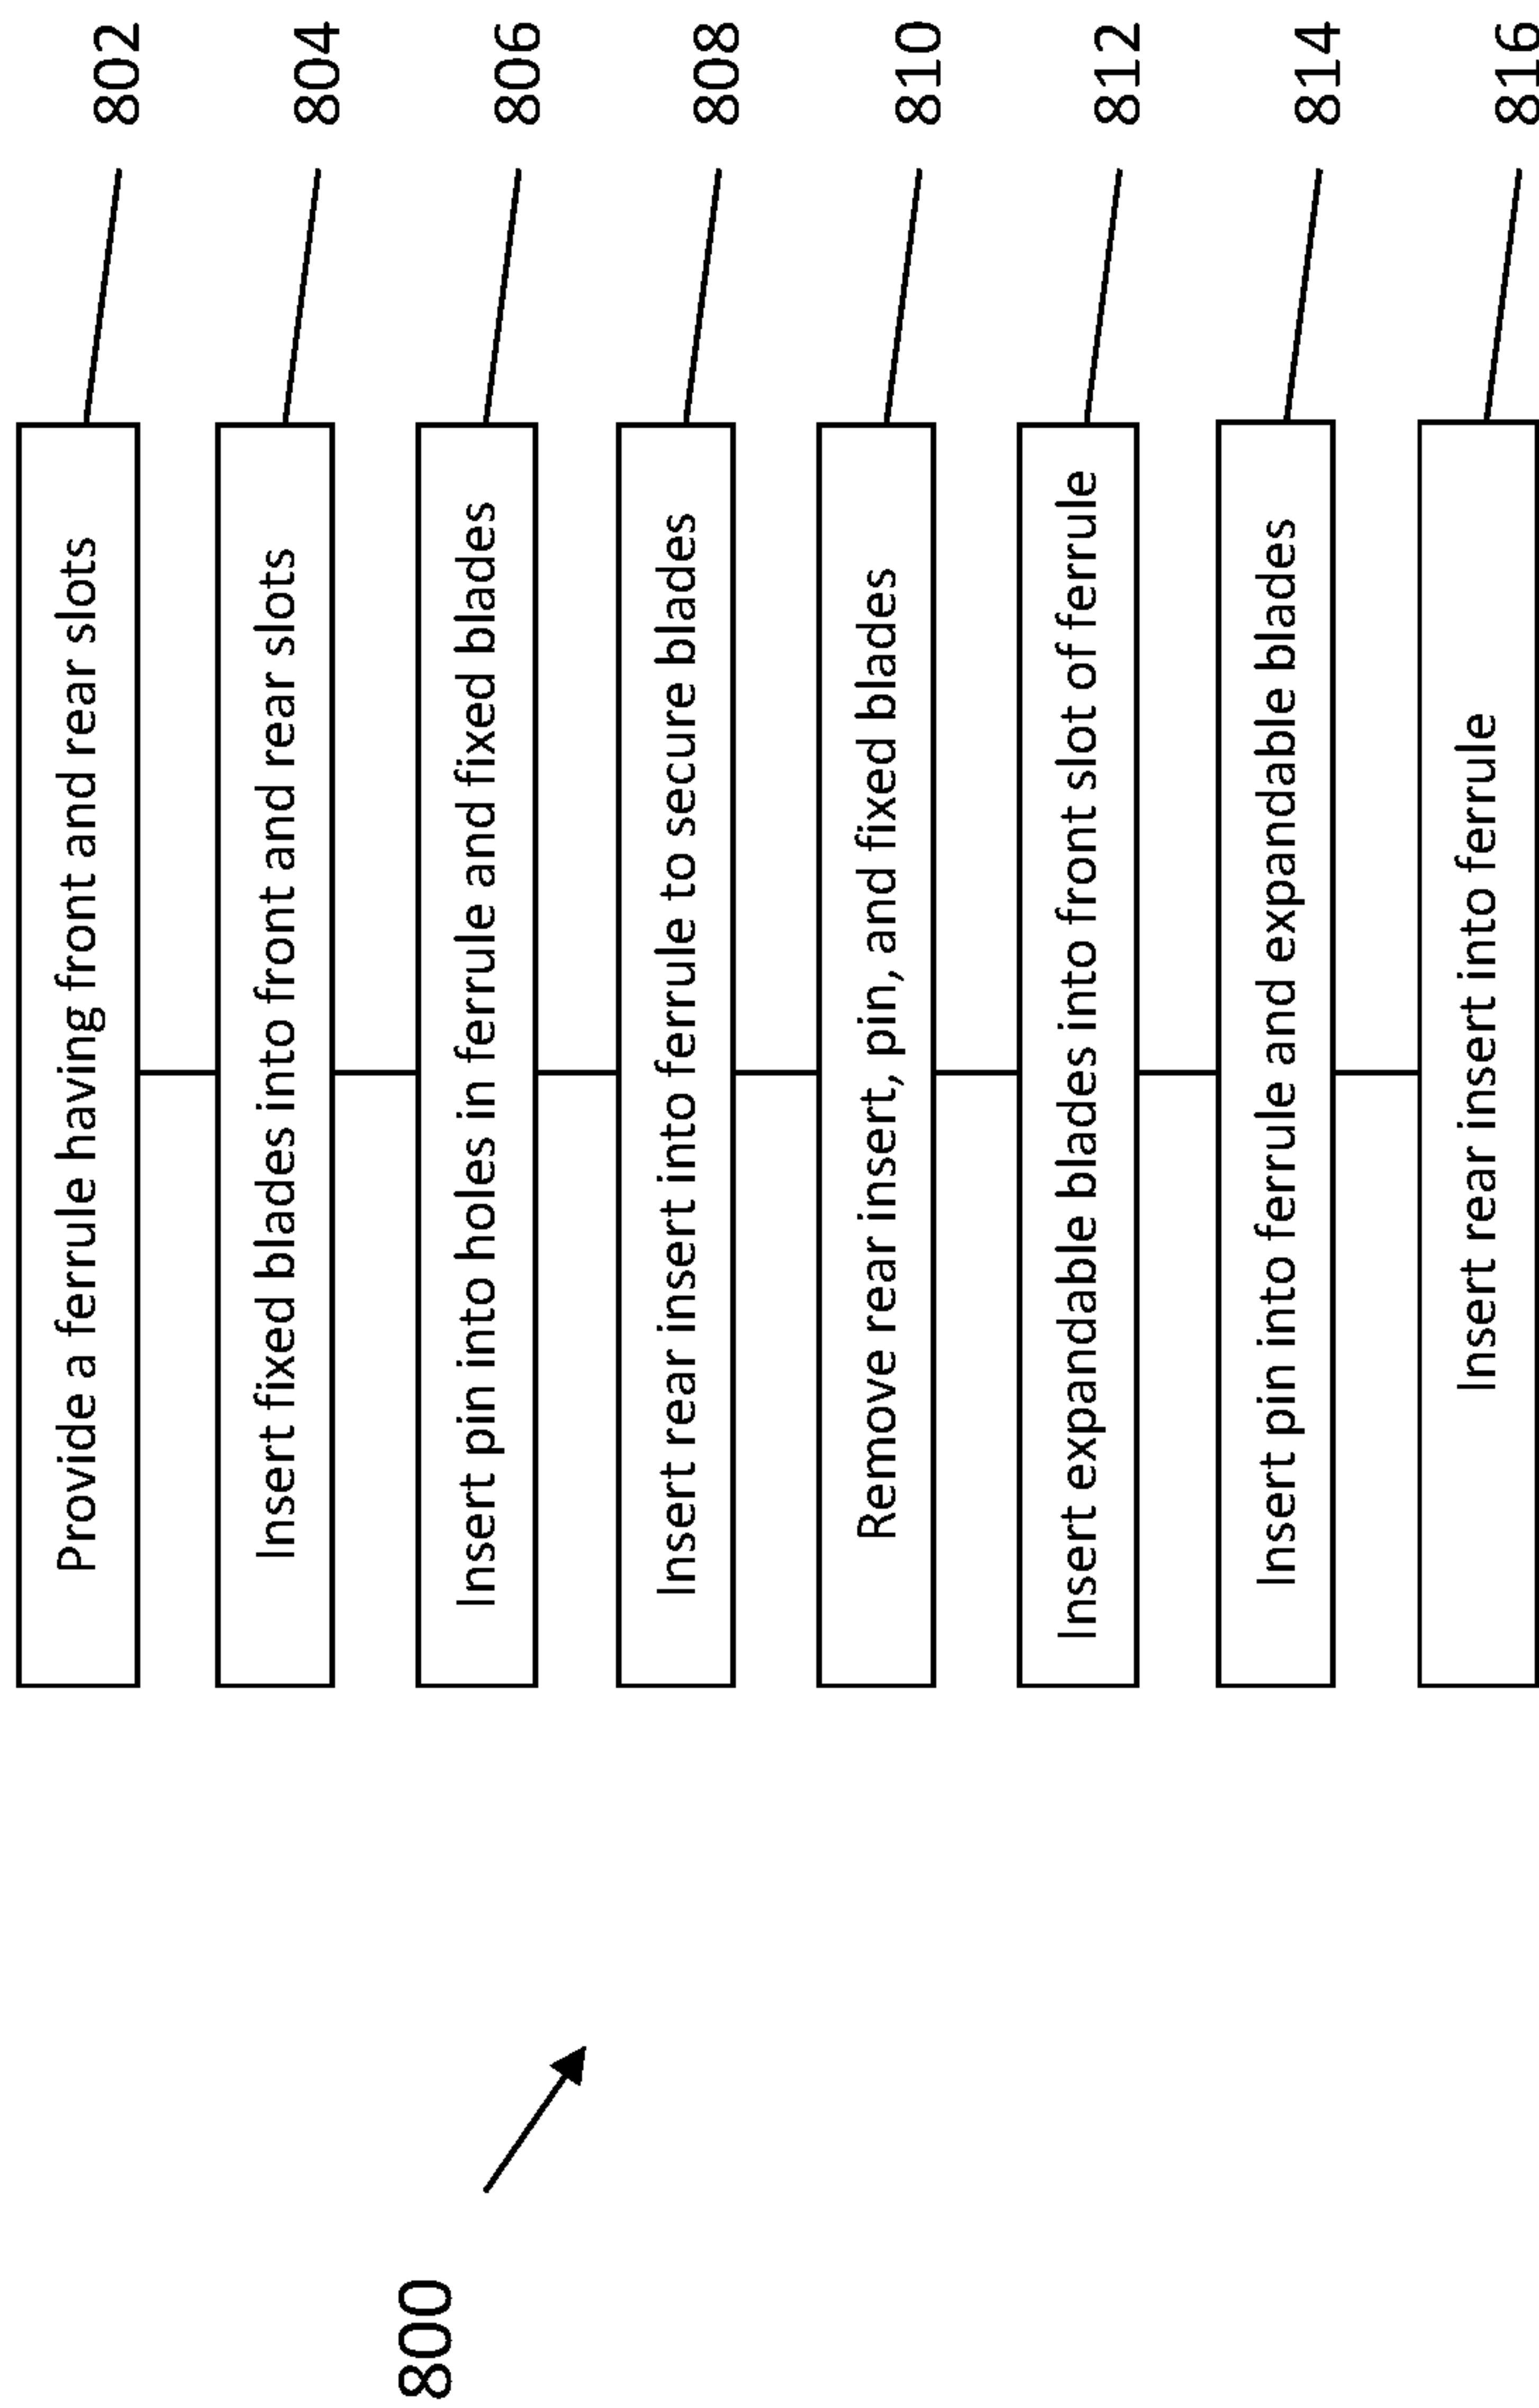 800
Provide a ferrule having front and rear slots
802
Insert fixed blades into front and rear slots
804
Insert pin into holes in ferrule and fixed blades
806
Insert rear insert into ferrule to secure blades
808
Remove rear insert, pin, and fixed blades
810
Insert expandable blades into front slot of ferrule
812
Insert pin into ferrule and expandable blades
814
Insert rear insert into ferrule
816